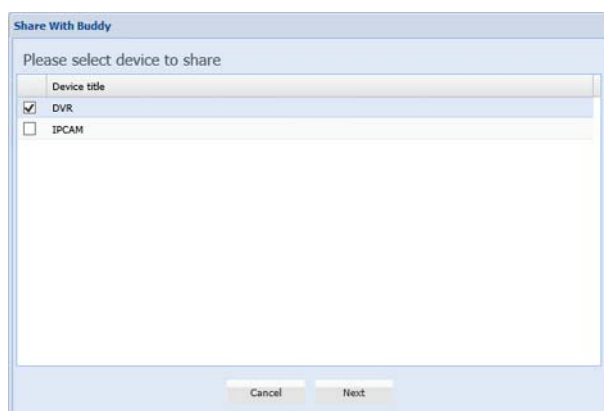 Share With Buddy
Please select device to share
Device title
DVR
IPCAM
Cancel Next